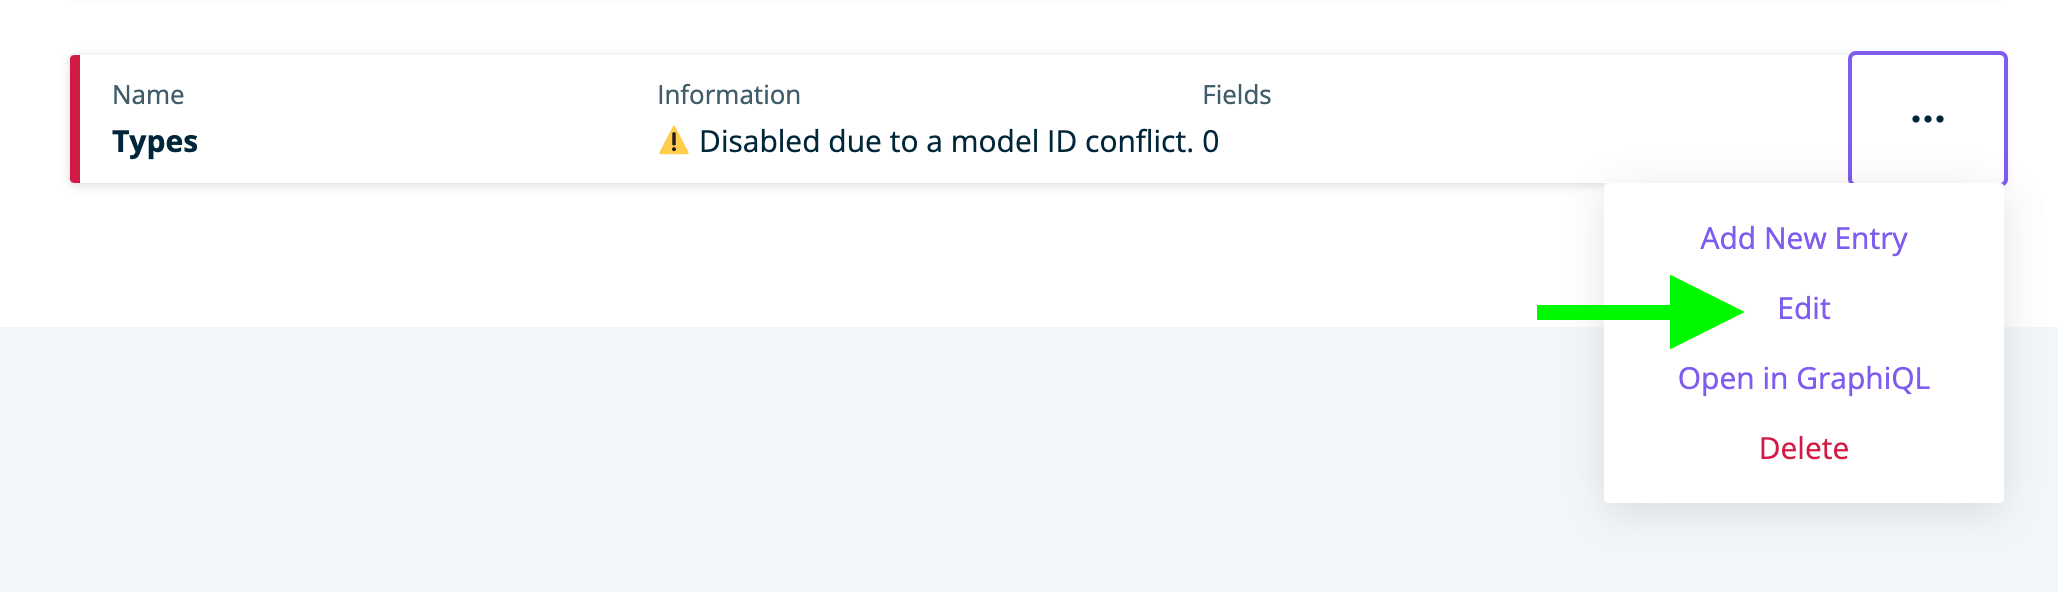 Name Information Fields
Types ⚠ Disabled due to a model ID conflict. 0
Add New Entry
Edit
Open in GraphiQL
Delete